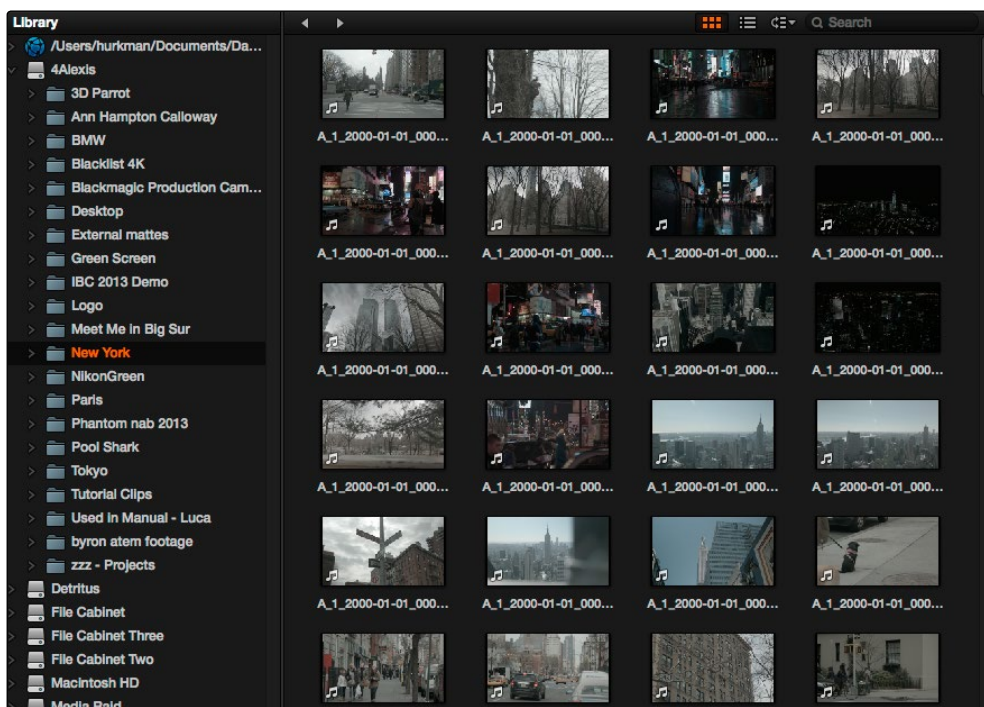 Library
Search
/Users/hurkman/Documents/Da...
4Alexis
3D Parrot
Ann Hampton Calloway
BMW
Blacklist 4K
Blackmagic Production Cam...
Desktop
External mattes
Green Screen
IBC 2013 Demo
Logo
Meet Me in Big Sur
New York
NikonGreen
Paris
Phantom nab 2013
Pool Shark
Tokyo
Tutorial Clips
Used in Manual - Luca
byron atem footage
zzz - Projects
Detritus
File Cabinet
File Cabinet Three
File Cabinet Two
Macintosh HD
Media Raid
A_1_2000-01-01_000... A_1_2000-01-01_000... A_1_2000-01-01_000... A_1_2000-01-01_000...
A_1_2000-01-01_000... A_1_2000-01-01_000... A_1_2000-01-01_000... A_1_2000-01-01_000...
A_1_2000-01-01_000... A_1_2000-01-01_000... A_1_2000-01-01_000... A_1_2000-01-01_000...
A_1_2000-01-01_000... A_1_2000-01-01_000... A_1_2000-01-01_000... A_1_2000-01-01_000...
A_1_2000-01-01_000... A_1_2000-01-01_000... A_1_2000-01-01_000... A_1_2000-01-01_000...